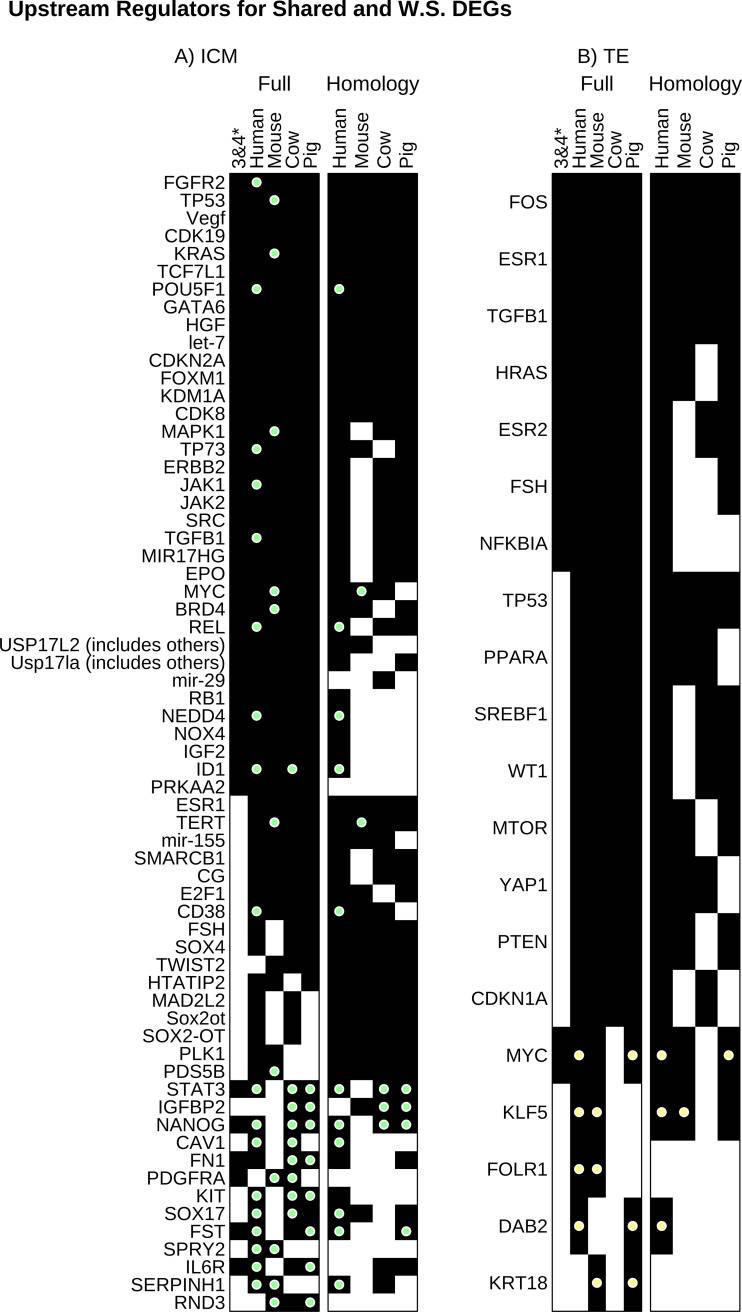 Upstream Regulators for Shared and W.S. DEGs
A) ICM
Full Homology
3&4* Human Mouse Cow Pig Human Mouse Cow Pig
FGFR2
TP53
Vegf
CDK19
KRAS
TCF7L1
POU5F1
GATA6
HGF
let-7
CDKN2A
FOXM1
KDM1A
CDK8
MAPK1
TP73
ERBB2
JAK1
JAK2
SRC
TGFB1
MIR17HG
EPO
MYC
BRD4
REL
USP17L2 (includes others)
Usp17la (includes others)
mir-29
RB1
NEDD4
NOX4
IGF2
ID1
PRKAA2
ESR1
TERT
mir-155
SMARCB1
CG
E2F1
CD38
FSH
SOX4
TWIST2
HTATIP2
MAD2L2
Sox2ot
SOX2-OT
PLK1
PDS5B
STAT3
IGFBP2
NANOG
CAV1
FN1
PDGFRA
KIT
SOX17
FST
SPRY2
IL6R
SERPINH1
RND3
B) TE
Full Homology
3&4* Human Mouse Cow Pig Human Mouse Cow Pig
FOS
ESR1
TGFB1
HRAS
ESR2
FSH
NFKBIA
TP53
PPARA
SREBF1
WT1
MTOR
YAP1
PTEN
CDKN1A
MYC
KLF5
FOLR1
DAB2
KRT18